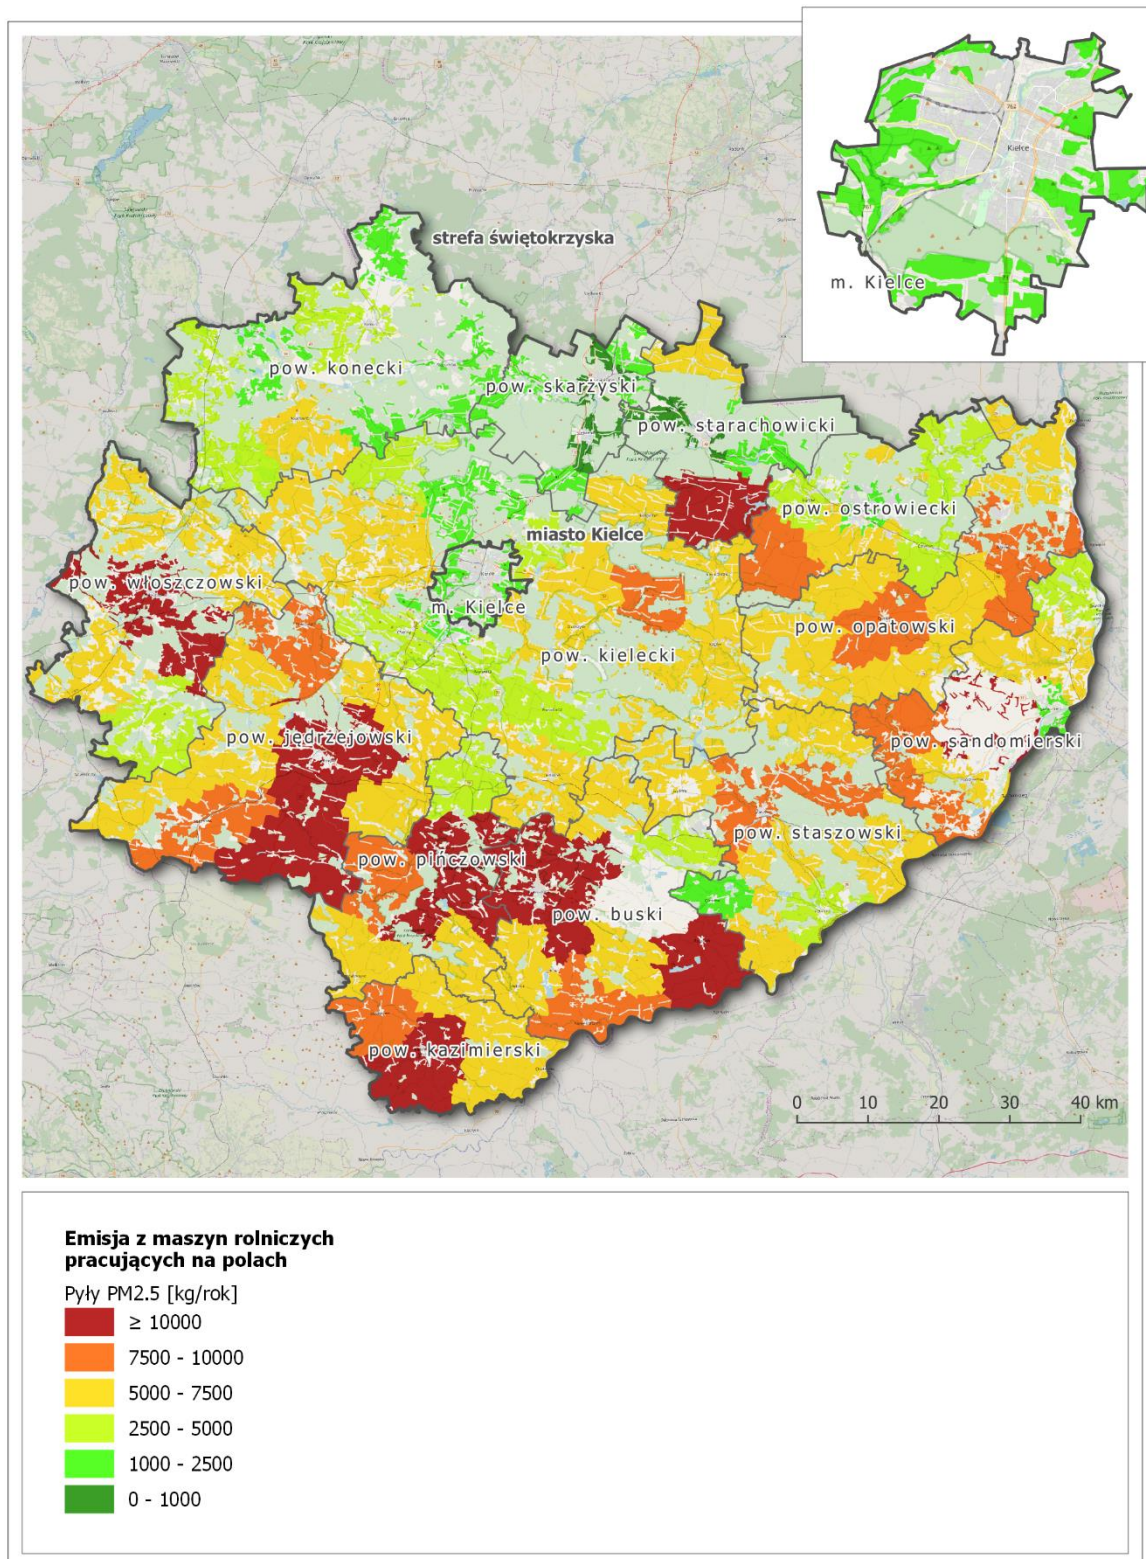 762
Kielce
m. Kielce
strefa świętokrzyska
pow. konecki
pow. skarżyski
pow. starachowicki
pow. ostrowiecki
miasto Kielce
pow. włoszczowski
m. Kielce
pow. opatowski
pow. kielecki
pow. jędrzejowski
pow. sandomierski
pow. staszowski
pow. pińczowski
pow. buski
pow. kazimierski
0 10 20 30 40 km
Emisja z maszyn rolniczych
pracujących na polach
Pyły PM2.5 [kg/rok]
≥ 10000
7500 - 10000
5000 - 7500
2500 - 5000
1000 - 2500
0 - 1000